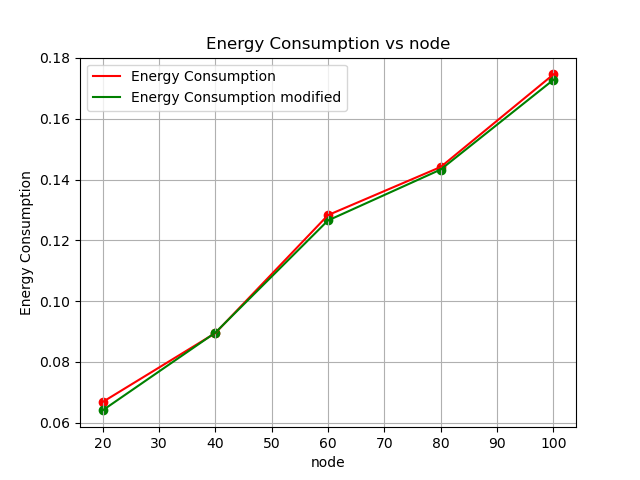 Energy Consumption vs node
Energy Consumption
Energy Consumption modified
Energy Consumption
0.18
0.16
0.14
0.12
0.10
0.08
0.06
20 30 40 50 60 70 80 90 100
node